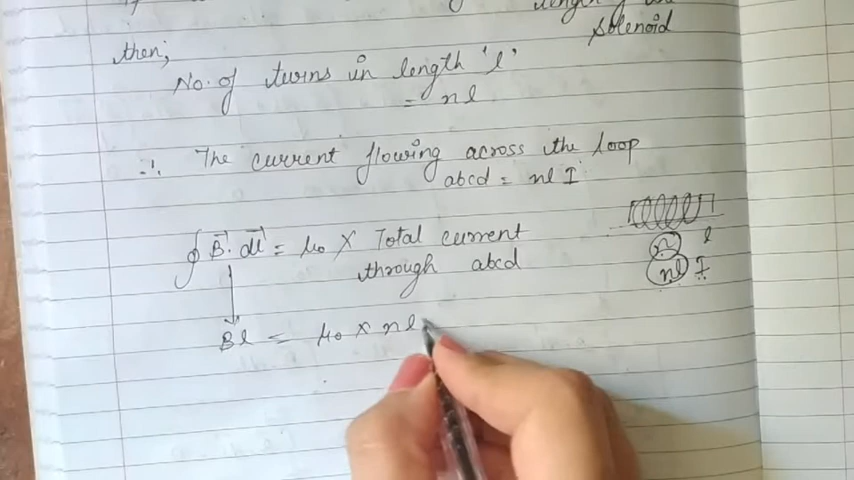 length
solenoid
then;
No. of turns in length 'l'
= nl
∴ The current flowing across the loop
abcd = nl I
∮ B⃗. dl⃗ = μ₀ X Total current
through abcd
l
n
nl I
Bl = μ₀ × nl